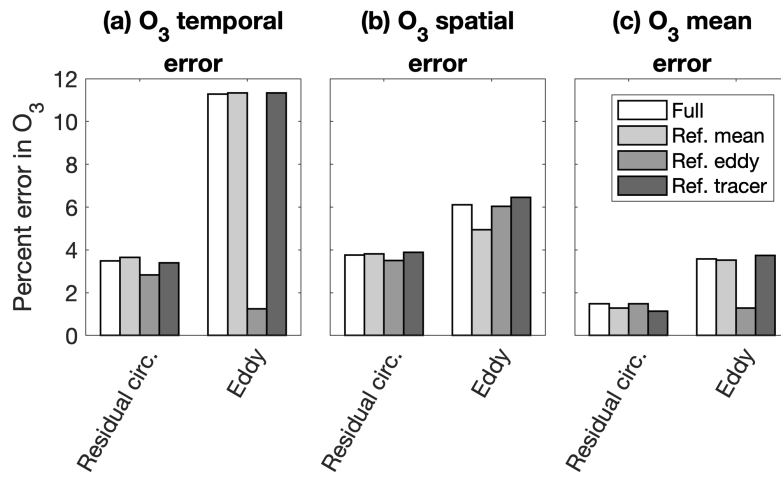 (a) O₃ temporal error
(b) O₃ spatial error
(c) O₃ mean error
Percent error in O₃
12
10
8
6
4
2
0
Full
Ref. mean
Ref. eddy
Ref. tracer
Residual circ.
Eddy
Residual circ.
Eddy
Residual circ.
Eddy